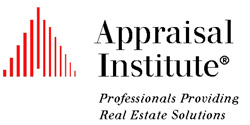 Appraisal
Institute®
Professionals Providing
Real Estate Solutions